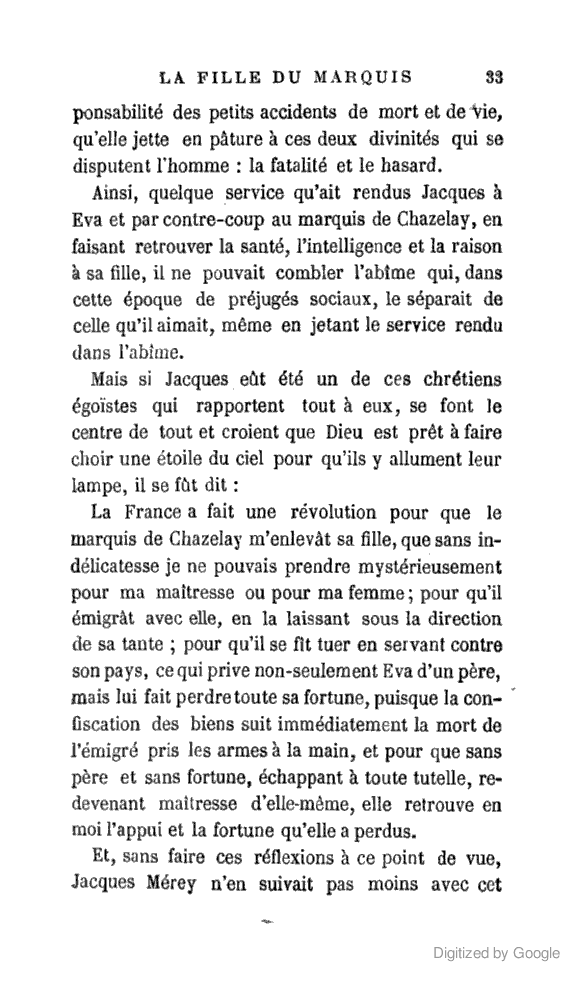 LA FILLE DU MARQUIS 33
ponsabilité des petits accidents de mort et de vie,
qu'elle jette en pâture à ces deux divinités qui se
disputent l'homme : la fatalité et le hasard.
Ainsi, quelque service qu'ait rendus Jacques à
Eva et par contre-coup au marquis de Chazelay, en
faisant retrouver la santé, l'intelligence et la raison
à sa fille, il ne pouvait combler l'abîme qui, dans
cette époque de préjugés sociaux, le séparait de
celle qu'il aimait, même en jetant le service rendu
dans l'abîme.
Mais si Jacques eût été un de ces chrétiens
égoïstes qui rapportent tout à eux, se font le
centre de tout et croient que Dieu est prêt à faire
choir une étoile du ciel pour qu'ils y allument leur
lampe, il se fût dit :
La France a fait une révolution pour que le
marquis de Chazelay m'enlevât sa fille, que sans in-
délicatesse je ne pouvais prendre mystérieusement
pour ma maîtresse ou pour ma femme ; pour qu'il
émigrât avec elle, en la laissant sous la direction
de sa tante ; pour qu'il se fît tuer en servant contre
son pays, ce qui prive non-seulement Eva d'un père,
mais lui fait perdre toute sa fortune, puisque la con-
fiscation des biens suit immédiatement la mort de
l'émigré pris les armes à la main, et pour que sans
père et sans fortune, échappant à toute tutelle, re-
devenant maîtresse d'elle-même, elle retrouve en
moi l'appui et la fortune qu'elle a perdus.
Et, sans faire ces réflexions à ce point de vue,
Jacques Mérey n'en suivait pas moins avec cet
Digitized by Google